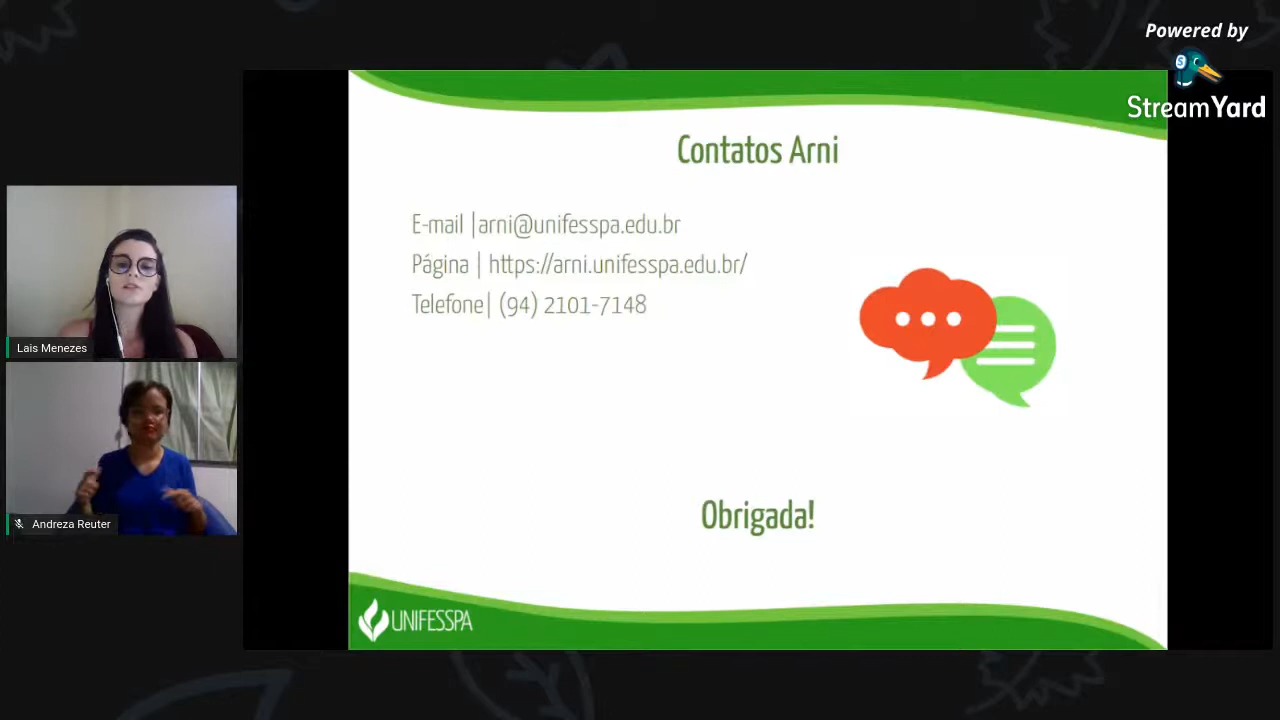 Powered by
StreamYard
Contatos Arni
E-mail |arni@unifesspa.edu.br
Página | https://arni.unifesspa.edu.br/
Telefone| (94) 2101-7148
Lais Menezes
Andreza Reuter
Obrigada!
UNIFESSPA